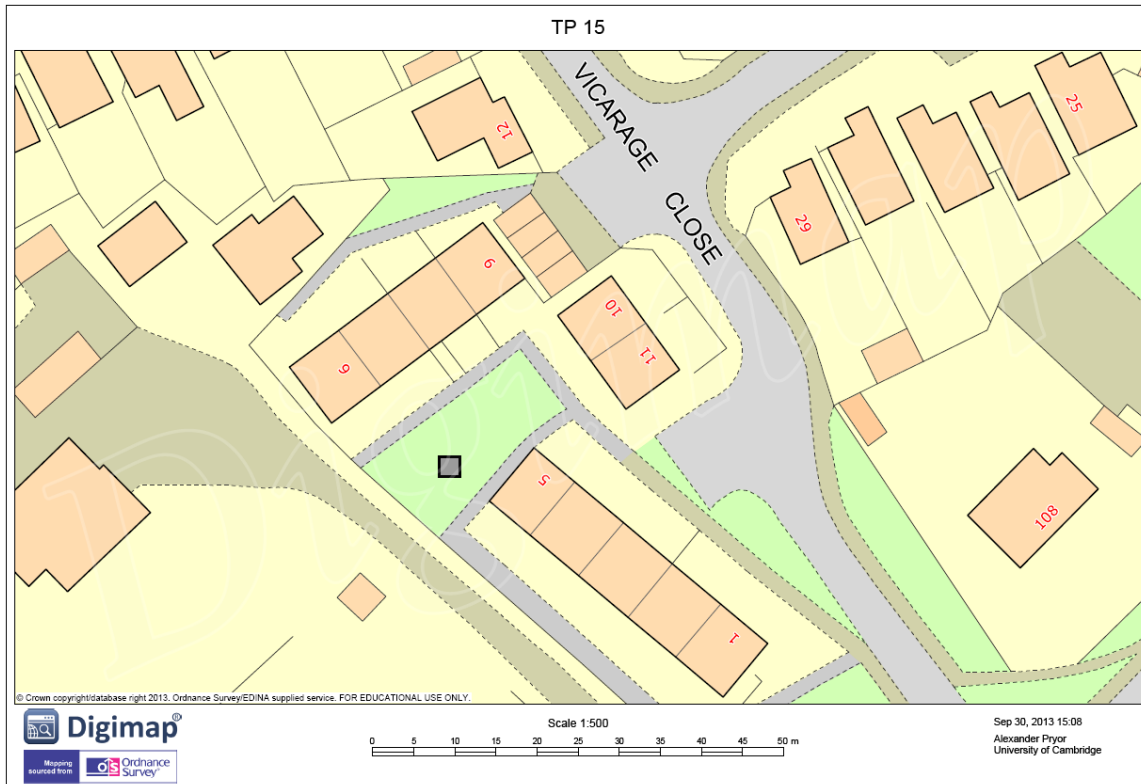 TP 15
VICARAGE CLOSE
12
25
29
9
10
11
6
5
108
1
© Crown copyright/database right 2013. Ordnance Survey/EDINA supplied service. FOR EDUCATIONAL USE ONLY.
Digimap®
Mapping
sourced from
OS Ordnance
Survey®
Scale 1:500
0 5 10 15 20 25 30 35 40 45 50 m
Sep 30, 2013 15:08
Alexander Pryor
University of Cambridge
Digimap